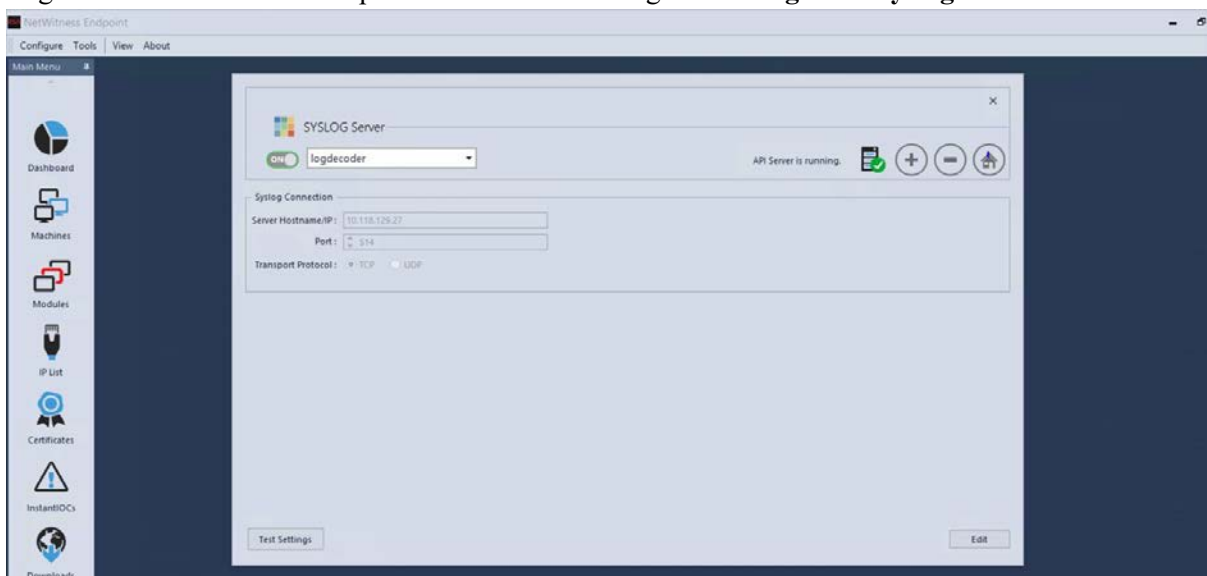 NetWitness Endpoint
Configure Tools View About
Main Menu
SYSLOG Server
ON logdecoder
API Server is running.
Dashboard
Syslog Connection
Server Hostname/IP: 10.118.129.27
Port: 514
Transport Protocol: TCP UDP
Machines
Modules
IP List
Certificates
InstantIOCs
Test Settings
Edit
Downloads